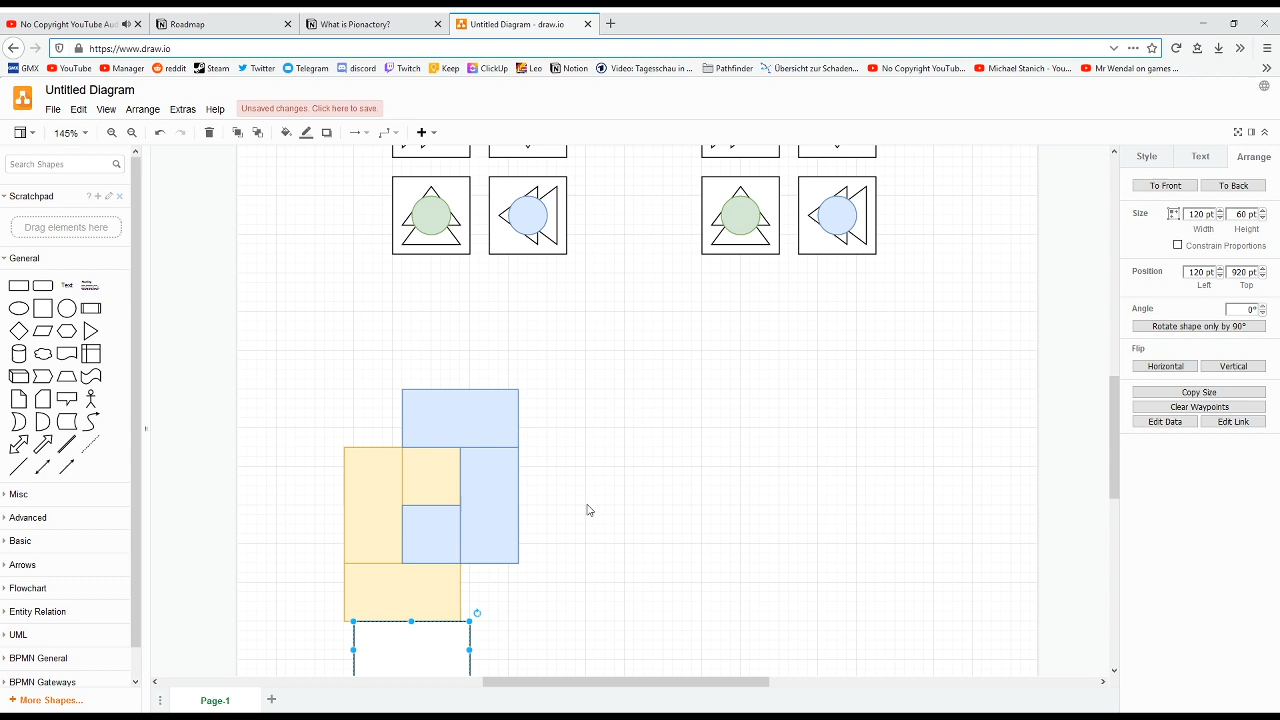 No Copyright YouTube Aud
Roadmap
What is Pionactory?
Untitled Diagram - draw.io
https://www.draw.io
GMX
YouTube
Manager
reddit
Steam
Twitter
Telegram
discord
Twitch
Keep
ClickUp
Notion
Video: Tagesschau in ...
Pathfinder
Übersicht zur Schaden...
No Copyright YouTub...
Michael Stanich - You...
Mr Wendal on games...
Untitled Diagram
File
Edit
View
Arrange
Extras
Help
Unsaved changes. Click here to save.
145%
Search Shapes
Scratchpad
Drag elements here
General
Text
Misc
Advanced
Basic
Arrows
Flowchart
Entity Relation
UML
BPMN General
BPMN Gateways
+ More Shapes...
Page-1
Style
Text
Arrange
To Front
To Back
Size
120 pt
60 pt
Width
Height
Constrain Proportions
Position
120 pt
920 pt
Left
Top
Angle
0°
Rotate shape only by 90°
Flip
Horizontal
Vertical
Copy Size
Clear Waypoints
Edit Data
Edit Link